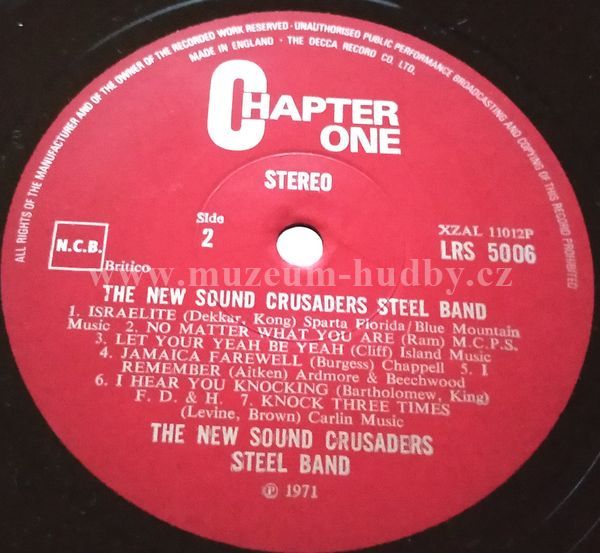 ALL RIGHTS OF THE MANUFACTURER AND OF THE OWNER OF THE RECORDED WORK RESERVED · UNAUTHORISED PUBLIC PERFORMANCE BROADCASTING AND COPYING OF THIS RECORD PROHIBITED
MADE IN ENGLAND · THE DECCA RECORD CO. LTD.
CHAPTER
ONE
STEREO
Side
2
N.C.B.
Britico
XZAL 11012P
LRS 5006
www.muzeum-hudby.cz
THE NEW SOUND CRUSADERS STEEL BAND
1. ISRAELITE (Dekkar, Kong) Sparta Florida/Blue Mountain
Music 2. NO MATTER WHAT YOU ARE (Ram) M.C.P.S.
3. LET YOUR YEAH BE YEAH (Cliff) Island Music
4. JAMAICA FAREWELL (Burgess) Chappell 5. I
REMEMBER (Aitken) Ardmore & Beechwood
6. I HEAR YOU KNOCKING (Bartholomew, King)
F. D. & H. 7. KNOCK THREE TIMES
(Levine, Brown) Carlin Music
THE NEW SOUND CRUSADERS
STEEL BAND
℗ 1971